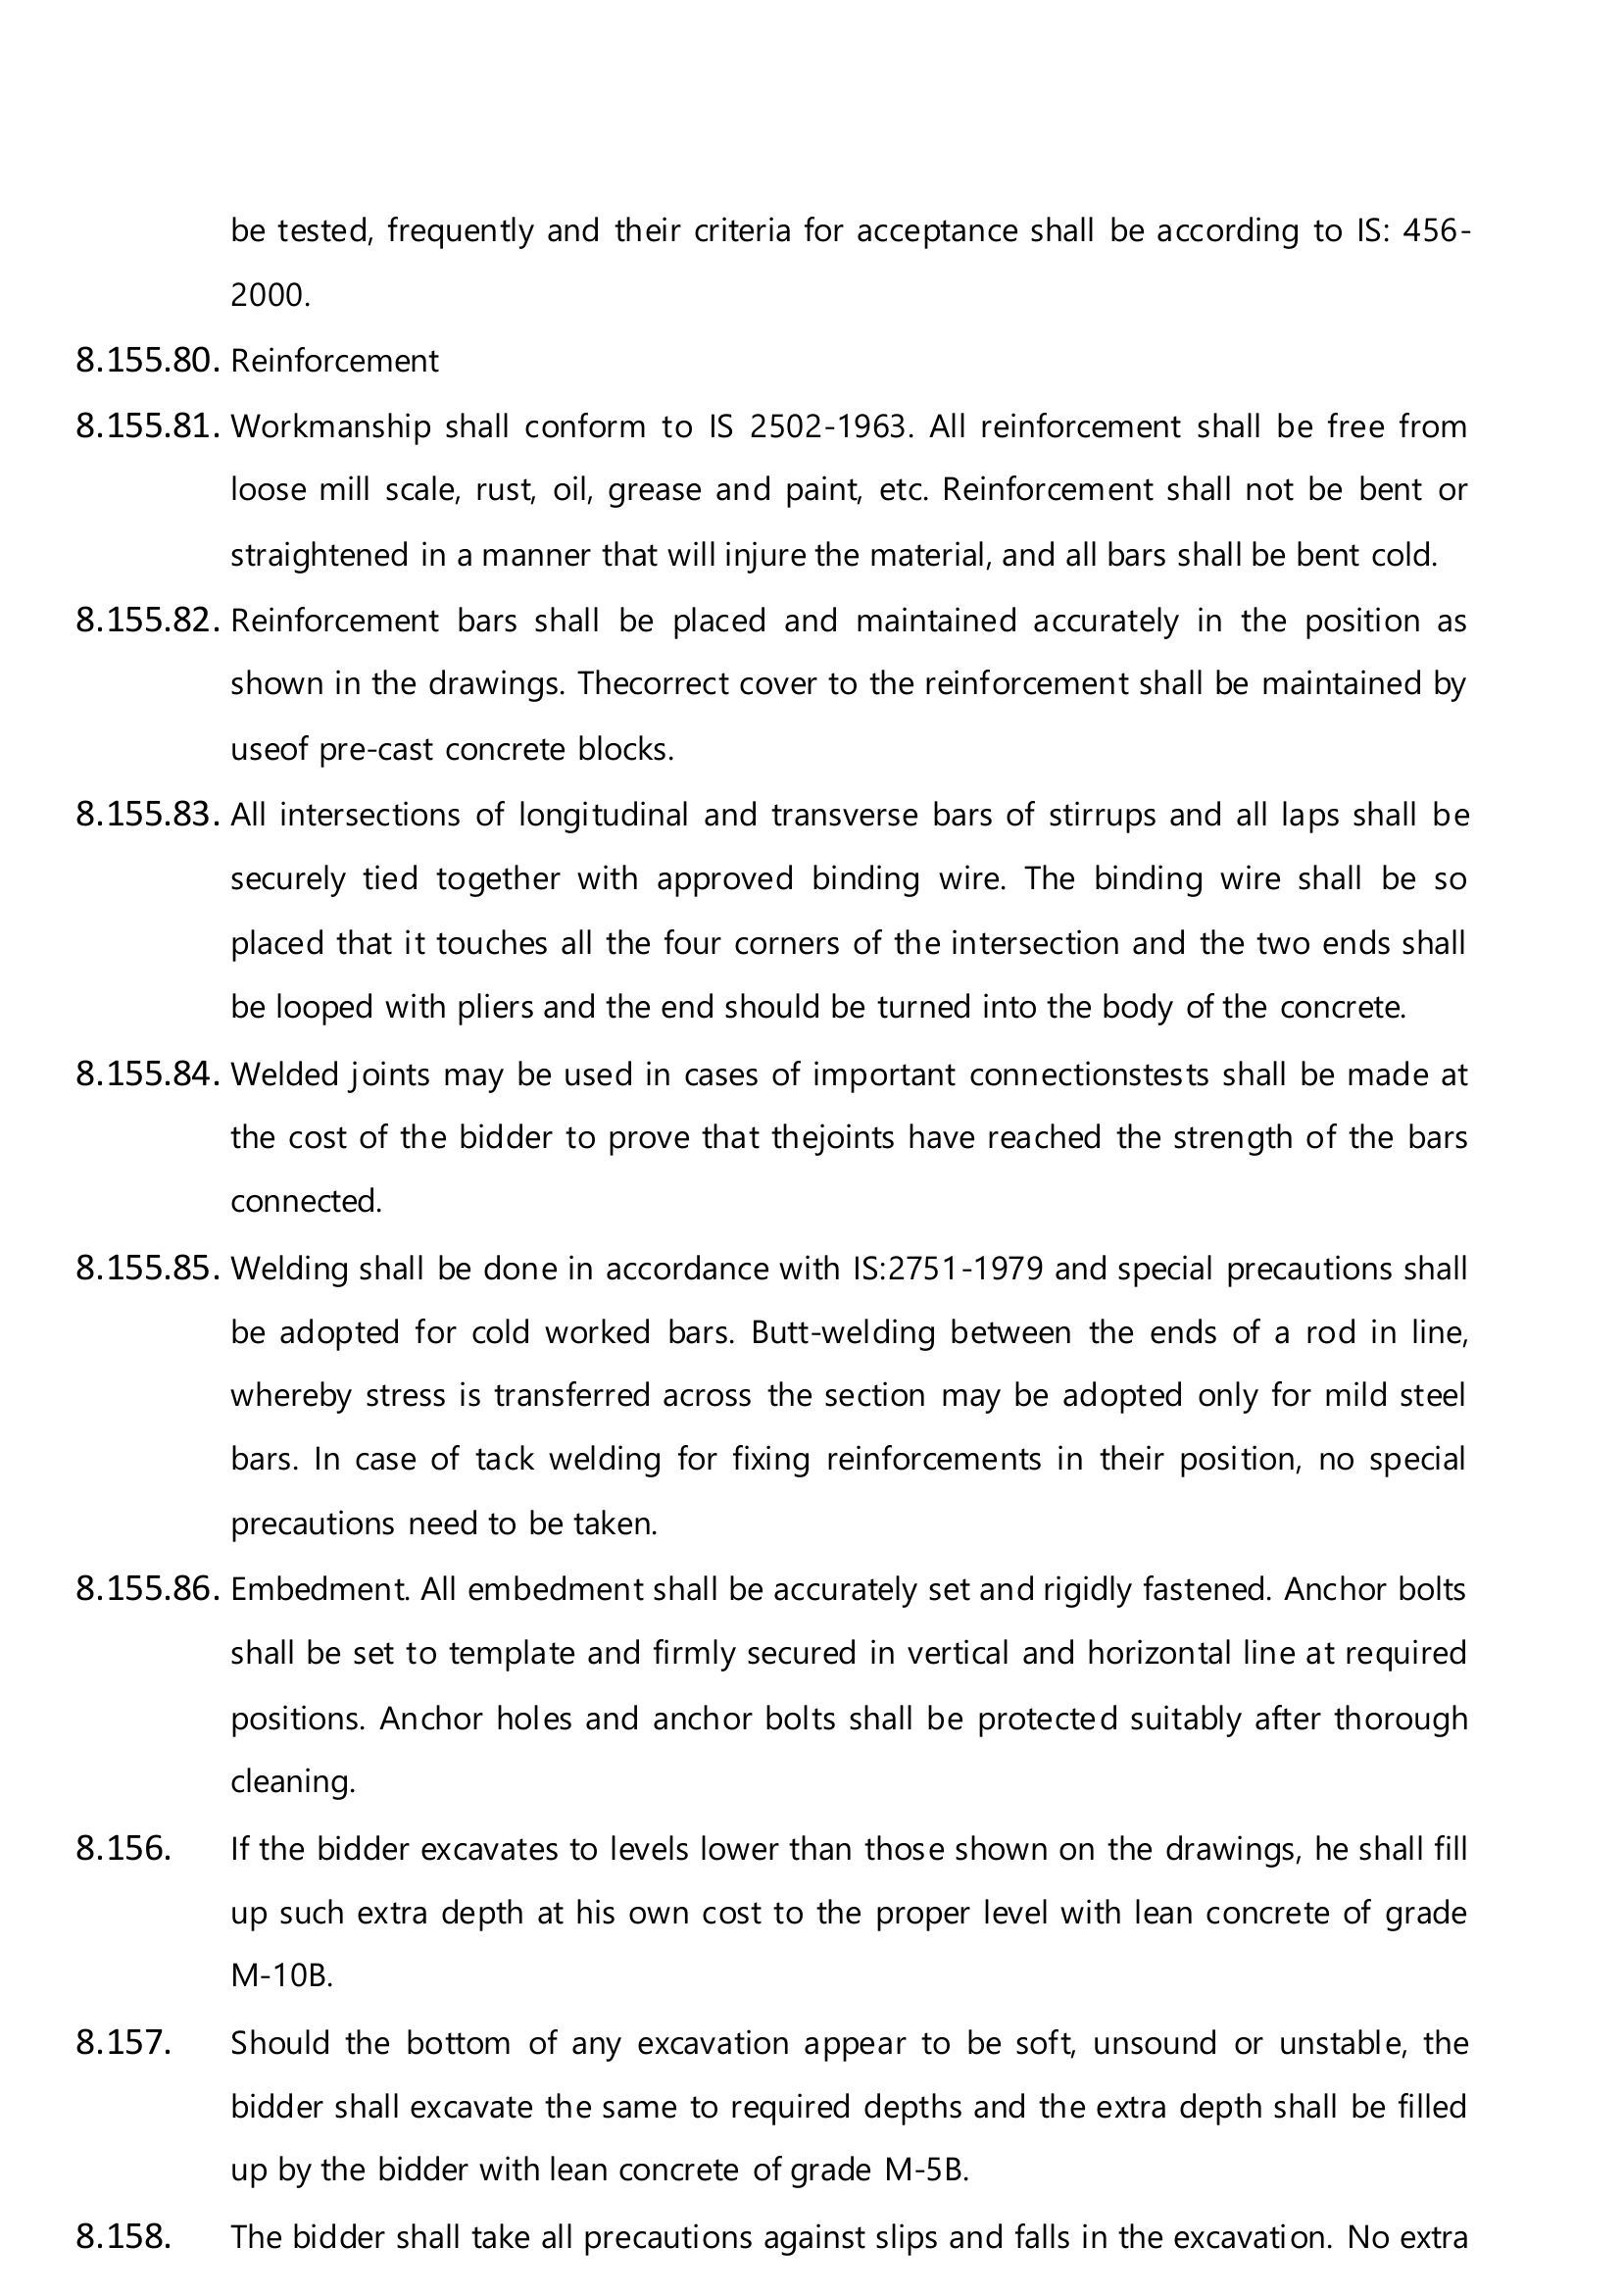 be tested, frequently and their criteria for acceptance shall be according to IS: 456-
2000.
8.155.80. Reinforcement
8.155.81. Workmanship shall conform to IS 2502-1963. All reinforcement shall be free from
loose mill scale, rust, oil, grease and paint, etc. Reinforcement shall not be bent or
straightened in a manner that will injure the material, and all bars shall be bent cold.
8.155.82. Reinforcement bars shall be placed and maintained accurately in the position as
shown in the drawings. Thecorrect cover to the reinforcement shall be maintained by
useof pre-cast concrete blocks.
8.155.83. All intersections of longitudinal and transverse bars of stirrups and all laps shall be
securely tied together with approved binding wire. The binding wire shall be so
placed that it touches all the four corners of the intersection and the two ends shall
be looped with pliers and the end should be turned into the body of the concrete.
8.155.84. Welded joints may be used in cases of important connectionstests shall be made at
the cost of the bidder to prove that thejoints have reached the strength of the bars
connected.
8.155.85. Welding shall be done in accordance with IS:2751-1979 and special precautions shall
be adopted for cold worked bars. Butt-welding between the ends of a rod in line,
whereby stress is transferred across the section may be adopted only for mild steel
bars. In case of tack welding for fixing reinforcements in their position, no special
precautions need to be taken.
8.155.86. Embedment. All embedment shall be accurately set and rigidly fastened. Anchor bolts
shall be set to template and firmly secured in vertical and horizontal line at required
positions. Anchor holes and anchor bolts shall be protected suitably after thorough
cleaning.
8.156. If the bidder excavates to levels lower than those shown on the drawings, he shall fill
up such extra depth at his own cost to the proper level with lean concrete of grade
M-10B.
8.157. Should the bottom of any excavation appear to be soft, unsound or unstable, the
bidder shall excavate the same to required depths and the extra depth shall be filled
up by the bidder with lean concrete of grade M-5B.
8.158. The bidder shall take all precautions against slips and falls in the excavation. No extra